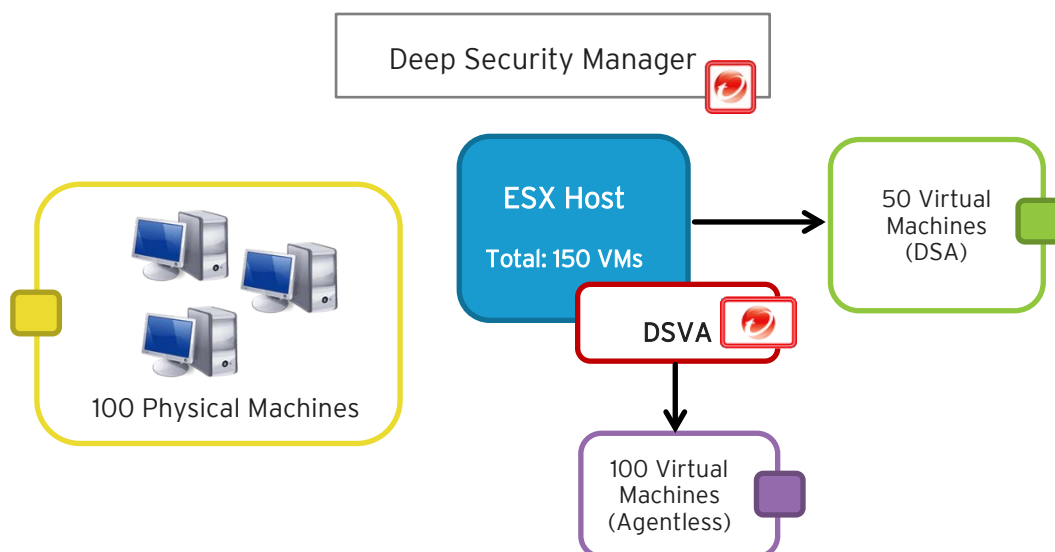 Deep Security Manager
ESX Host
Total: 150 VMs
50 Virtual
Machines
(DSA)
DSVA
100 Physical Machines
100 Virtual
Machines
(Agentless)